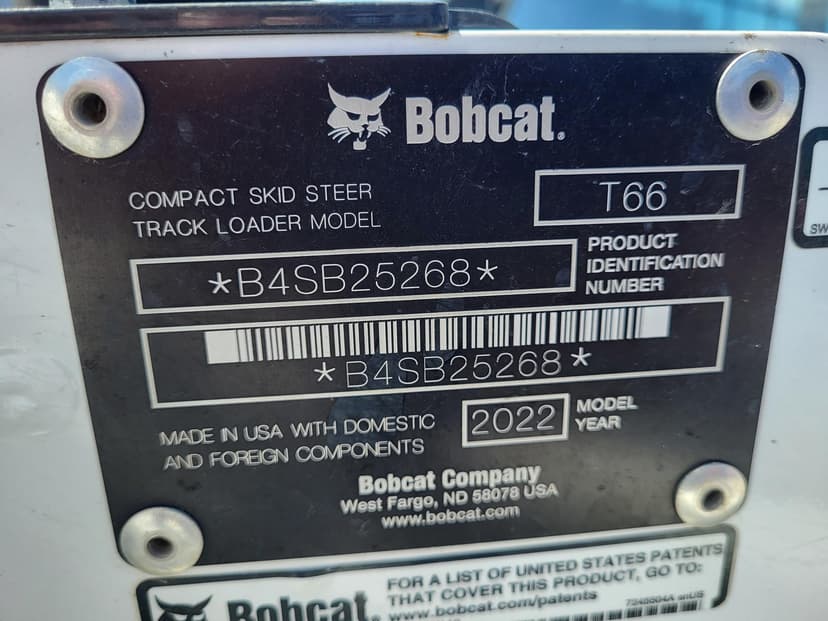 Bobcat.
COMPACT SKID STEER
TRACK LOADER MODEL
T66
*B4SB25268*
PRODUCT
IDENTIFICATION
NUMBER
*B4SB25268*
MADE IN USA WITH DOMESTIC
AND FOREIGN COMPONENTS
2022
MODEL
YEAR
Bobcat Company
West Fargo, ND 58078 USA
www.bobcat.com
SW
Bobcat.
FOR A LIST OF UNITED STATES PATENTS
THAT COVER THIS PRODUCT, GO TO:
www.bobcat.com/patents